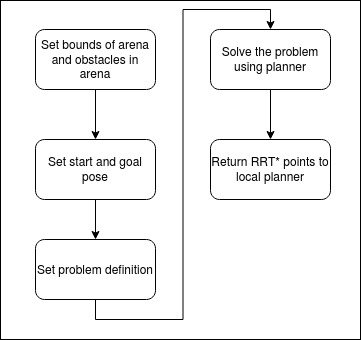 Set bounds of arena
and obstacles in
arena
Set start and goal
pose
Set problem definition
Solve the problem
using planner
Return RRT* points to
local planner